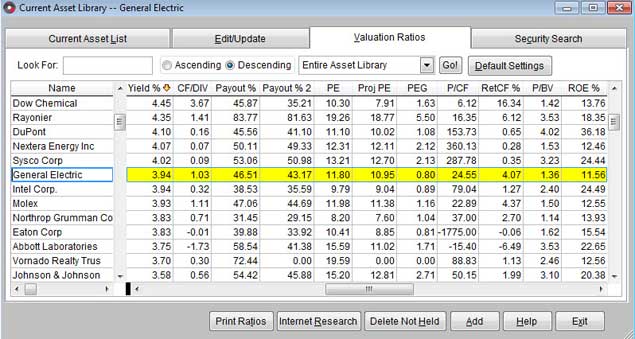 Current Asset Library -- General Electric
Current Asset List Edit/Update Valuation Ratios Security Search
Look For: Ascending Descending Entire Asset Library Go! Default Settings
Name Yield % CF/DIV Payout % Payout % 2 PE Proj PE PEG P/CF RetCF % P/BV ROE %
Dow Chemical 4.45 3.67 45.87 35.21 10.30 7.91 1.63 6.12 16.34 1.42 13.76
Rayonier 4.35 1.41 83.77 81.63 19.26 18.77 5.50 16.35 6.12 3.53 18.35
DuPont 4.10 0.16 45.56 41.10 11.10 10.02 1.08 153.73 0.65 4.02 36.18
Nextera Energy Inc 4.07 0.07 50.11 49.33 12.31 12.11 2.12 360.13 0.28 1.53 12.46
Sysco Corp 4.02 0.09 53.06 50.98 13.21 12.70 2.13 287.78 0.35 3.23 24.44
General Electric 3.94 1.03 46.51 43.17 11.80 10.95 0.80 24.55 4.07 1.36 11.56
Intel Corp. 3.94 0.32 38.53 35.59 9.79 9.04 0.89 79.04 1.27 2.40 24.49
Molex 3.93 1.11 47.06 44.69 11.98 11.38 1.16 22.89 4.37 1.50 12.55
Northrop Grumman Co 3.83 0.71 31.45 29.15 8.20 7.60 1.04 37.00 2.70 1.14 13.93
Eaton Corp 3.83 -0.01 39.88 33.92 10.41 8.85 0.81 -1775.00 -0.06 1.62 15.54
Abbott Laboratories 3.75 -1.73 58.54 41.38 15.59 11.02 1.71 -15.40 -6.49 3.53 22.65
Vornado Realty Trus 3.70 0.30 72.44 0.00 19.59 0.00 0.00 88.83 1.13 2.46 12.56
Johnson & Johnson 3.58 0.56 54.42 45.88 15.20 12.81 2.71 50.15 1.99 3.10 20.38
Print Ratios Internet Research Delete Not Held Add Help Exit